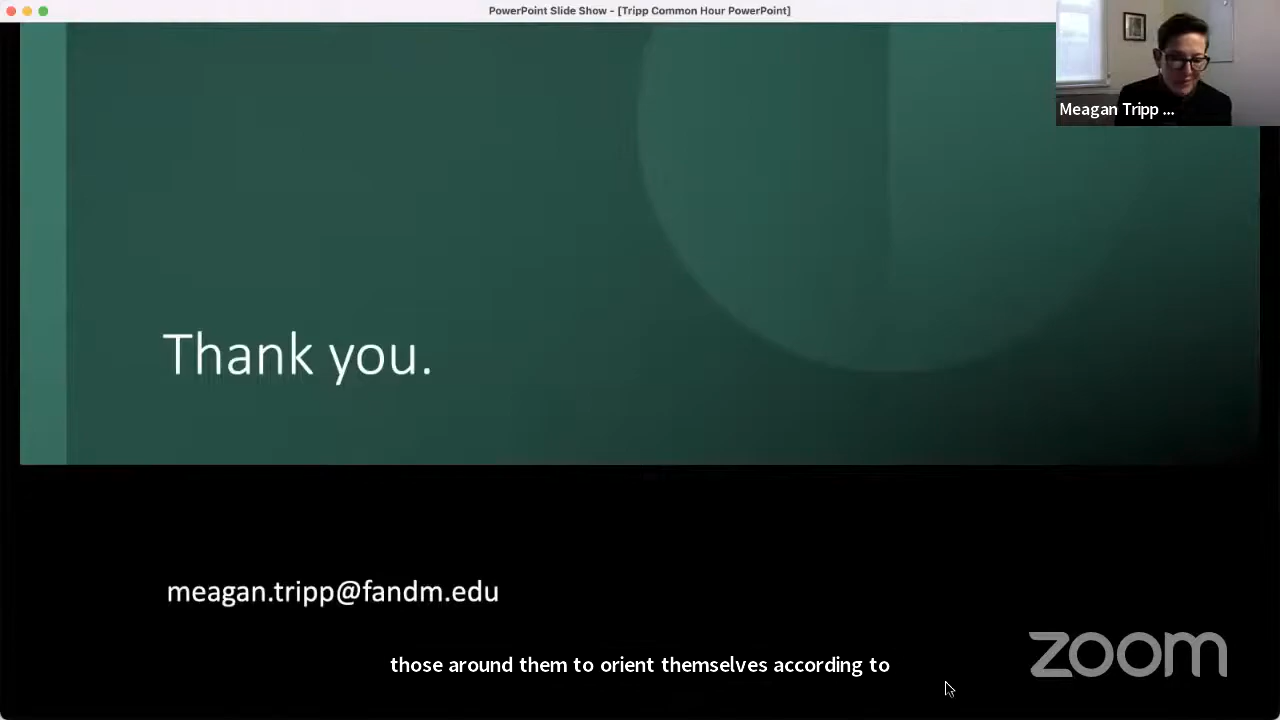 PowerPoint Slide Show - [Tripp Common Hour PowerPoint]
Meagan Tripp ...
Thank you.
meagan.tripp@fandm.edu
those around them to orient themselves according to
zoom